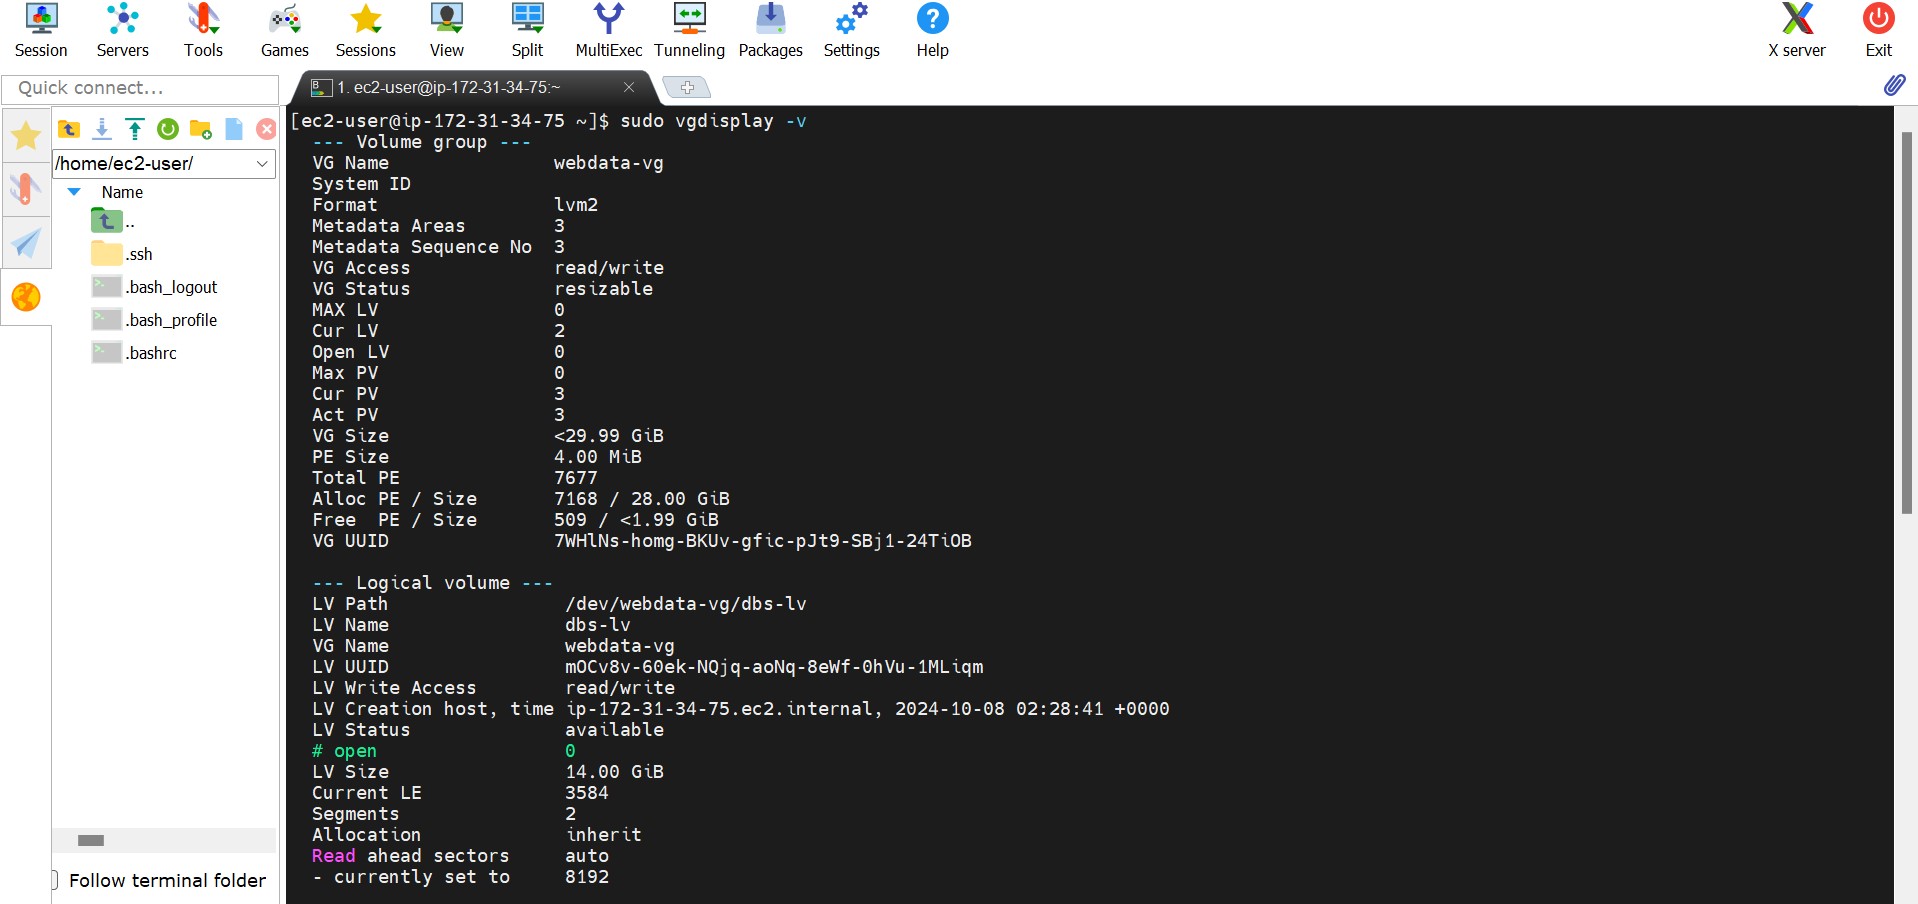 Session Servers Tools Games Sessions View Split MultiExec Tunneling Packages Settings Help X server Exit
Quick connect...
1. ec2-user@ip-172-31-34-75:~
/home/ec2-user/
Name
..
.ssh
.bash_logout
.bash_profile
.bashrc
Follow terminal folder
[ec2-user@ip-172-31-34-75 ~]$ sudo vgdisplay -v
--- Volume group ---
VG Name webdata-vg
System ID
Format lvm2
Metadata Areas 3
Metadata Sequence No 3
VG Access read/write
VG Status resizable
MAX LV 0
Cur LV 2
Open LV 0
Max PV 0
Cur PV 3
Act PV 3
VG Size <29.99 GiB
PE Size 4.00 MiB
Total PE 7677
Alloc PE / Size 7168 / 28.00 GiB
Free  PE / Size 509 / <1.99 GiB
VG UUID 7WHlNs-homg-BKUv-gfic-pJt9-SBj1-24TiOB
--- Logical volume ---
LV Path /dev/webdata-vg/dbs-lv
LV Name dbs-lv
VG Name webdata-vg
LV UUID mOCv8v-60ek-NQjq-aoNq-8eWf-0hVu-1MLiqm
LV Write Access read/write
LV Creation host, time ip-172-31-34-75.ec2.internal, 2024-10-08 02:28:41 +0000
LV Status available
# open 0
LV Size 14.00 GiB
Current LE 3584
Segments 2
Allocation inherit
Read ahead sectors auto
- currently set to 8192